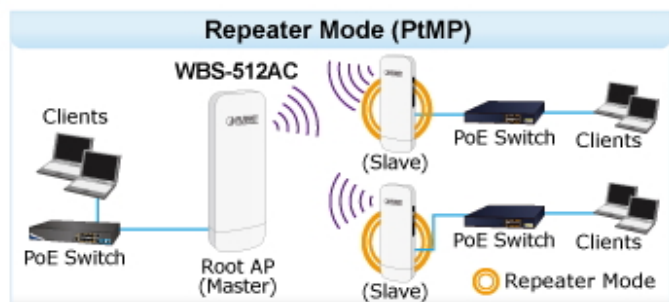 Repeater Mode (PtMP)
WBS-512AC
Clients
PoE Switch
Root AP
(Master)
(Slave)
PoE Switch
Clients
(Slave)
PoE Switch
Clients
Repeater Mode